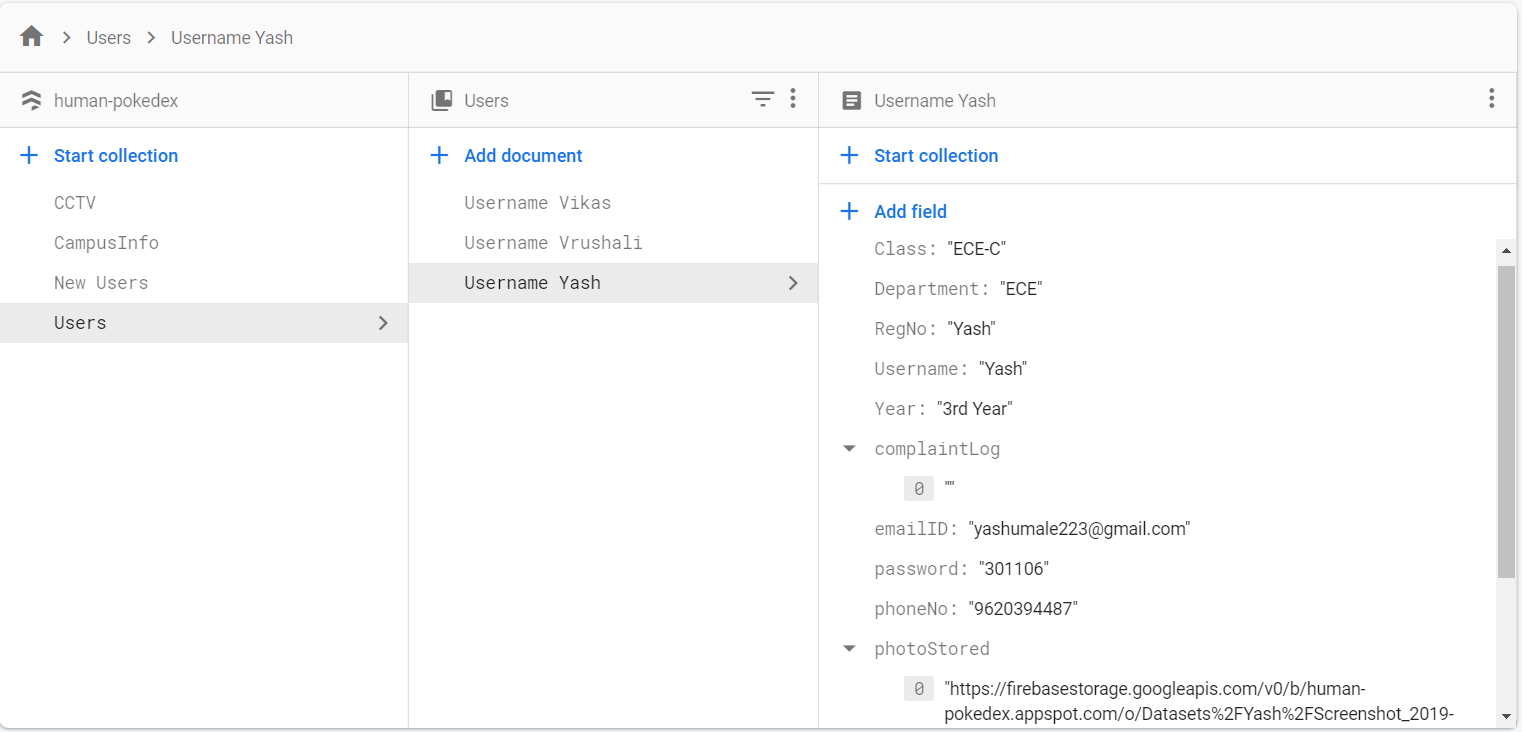 Users > Username Yash
human-pokedex
Start collection
CCTV
CampusInfo
New Users
Users
Users
Add document
Username Vikas
Username Vrushali
Username Yash
Username Yash
Start collection
Add field
Class: "ECE-C"
Department: "ECE"
RegNo: "Yash"
Username: "Yash"
Year: "3rd Year"
complaintLog
0 ""
emailID: "yashumale223@gmail.com"
password: "301106"
phoneNo: "9620394487"
photoStored
0 "https://firebasestorage.googleapis.com/v0/b/human-
pokedex.appspot.com/o/Datasets%2FYash%2FScreenshot_2019-